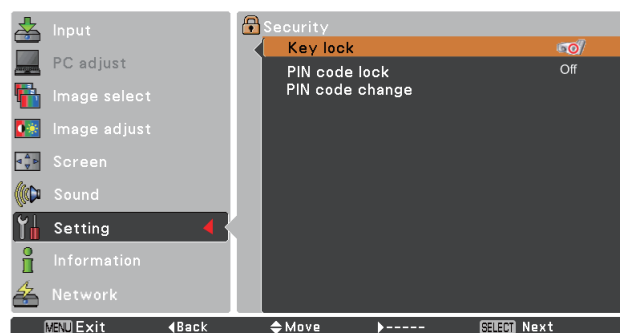 Input
PC adjust
Image select
Image adjust
Screen
Sound
Setting
Information
Network
Security
Key lock
PIN code lock Off
PIN code change
MENU Exit ◀Back ◆Move ▶----- SELECT Next